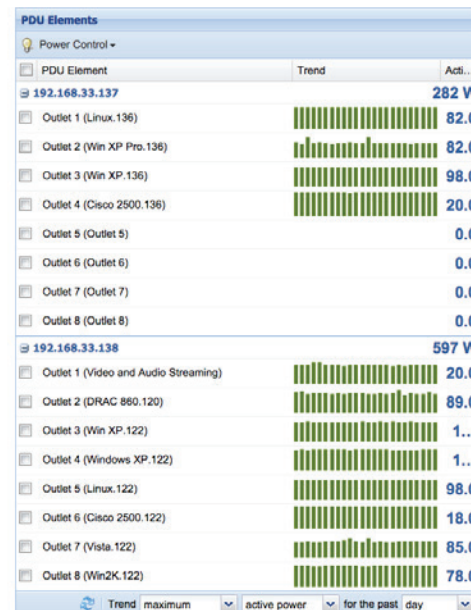 PDU Elements
Power Control
PDU Element Trend Acti...
192.168.33.137 282 W
Outlet 1 (Linux.136) 82.0
Outlet 2 (Win XP Pro.136) 82.0
Outlet 3 (Win XP.136) 98.0
Outlet 4 (Cisco 2500.136) 20.0
Outlet 5 (Outlet 5) 0.0
Outlet 6 (Outlet 6) 0.0
Outlet 7 (Outlet 7) 0.0
Outlet 8 (Outlet 8) 0.0
192.168.33.138 597 W
Outlet 1 (Video and Audio Streaming) 20.0
Outlet 2 (DRAC 860.120) 89.0
Outlet 3 (Win XP.122) 1...
Outlet 4 (Windows XP.122) 1...
Outlet 5 (Linux.122) 98.0
Outlet 6 (Cisco 2500.122) 18.0
Outlet 7 (Vista.122) 85.0
Outlet 8 (Win2K.122) 78.0
Trend maximum active power for the past day